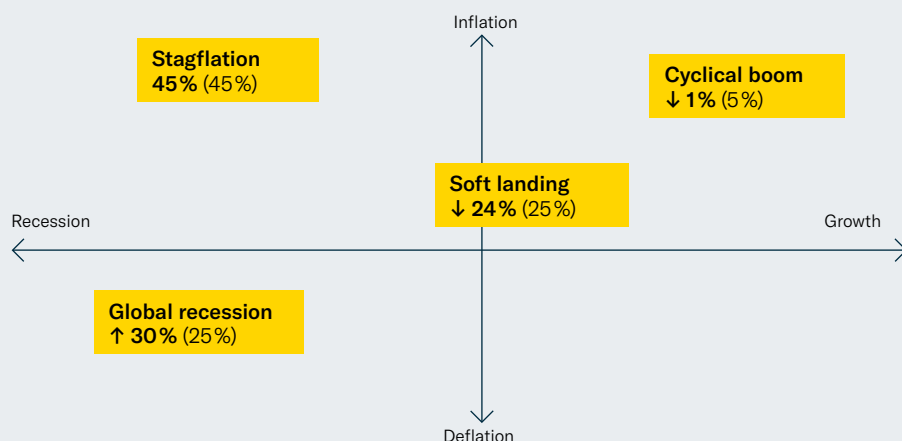 Inflation
Stagflation
45% (45%)
Cyclical boom
↓ 1% (5%)
Soft landing
↓ 24% (25%)
Recession
Growth
Global recession
↑ 30% (25%)
Deflation